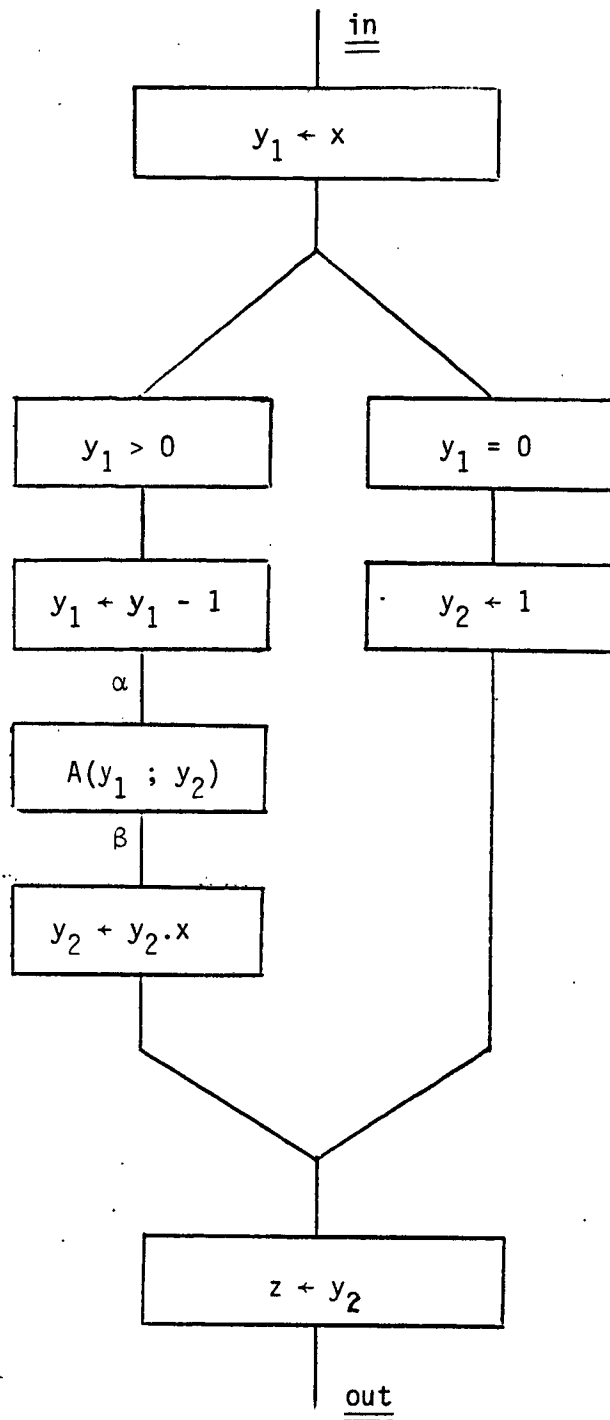 in
y₁ ← x
y₁ > 0
y₁ = 0
y₁ ← y₁ - 1
y₂ ← 1
α
A(y₁ ; y₂)
β
y₂ ← y₂.x
z ← y₂
out